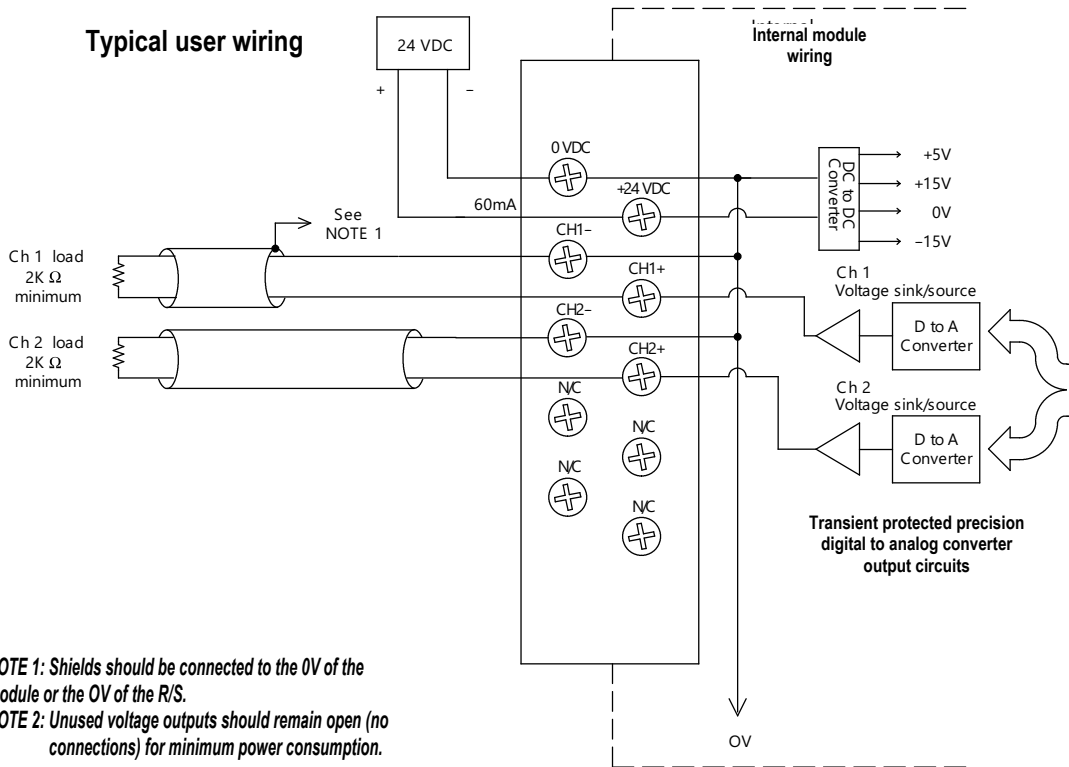 Typical user wiring
24 VDC
+
–
Internal module
wiring
0 VDC
+24 VDC
60mA
DC to DC
Converter
+5V
+15V
0V
–15V
See
NOTE 1
CH1–
CH1+
Ch 1 load
2K Ω
minimum
Ch 1
Voltage sink/source
D to A
Converter
CH2–
CH2+
Ch 2 load
2K Ω
minimum
Ch 2
Voltage sink/source
D to A
Converter
N/C
N/C
N/C
N/C
Transient protected precision
digital to analog converter
output circuits
OTE 1: Shields should be connected to the 0V of the
odule or the OV of the R/S.
OTE 2: Unused voltage outputs should remain open (no
connections) for minimum power consumption.
OV